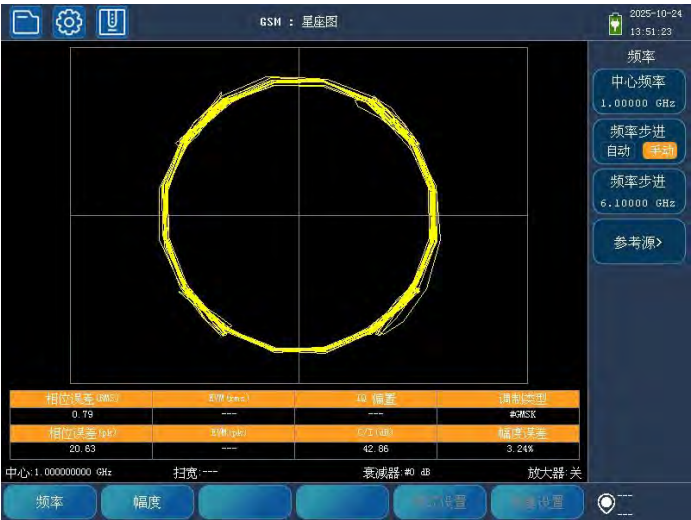 GSM : 星座图
2025-10-24
13:51:23
频率
中心频率
1.00000 GHz
频率步进
自动 手动
频率步进
6.10000 GHz
参考源>
相位误差(RMS) EVM(rms) IQ 偏置 调制类型
0.79 --- --- #GMSK
相位误差(pk) EVM(pk) C/I(dB) 幅度误差
20.63 --- 42.86 3.24%
中心:1.000000000 GHz 扫宽:--- 衰减器:#0 dB 放大器:关
频率 幅度 设置 设置 ---
---